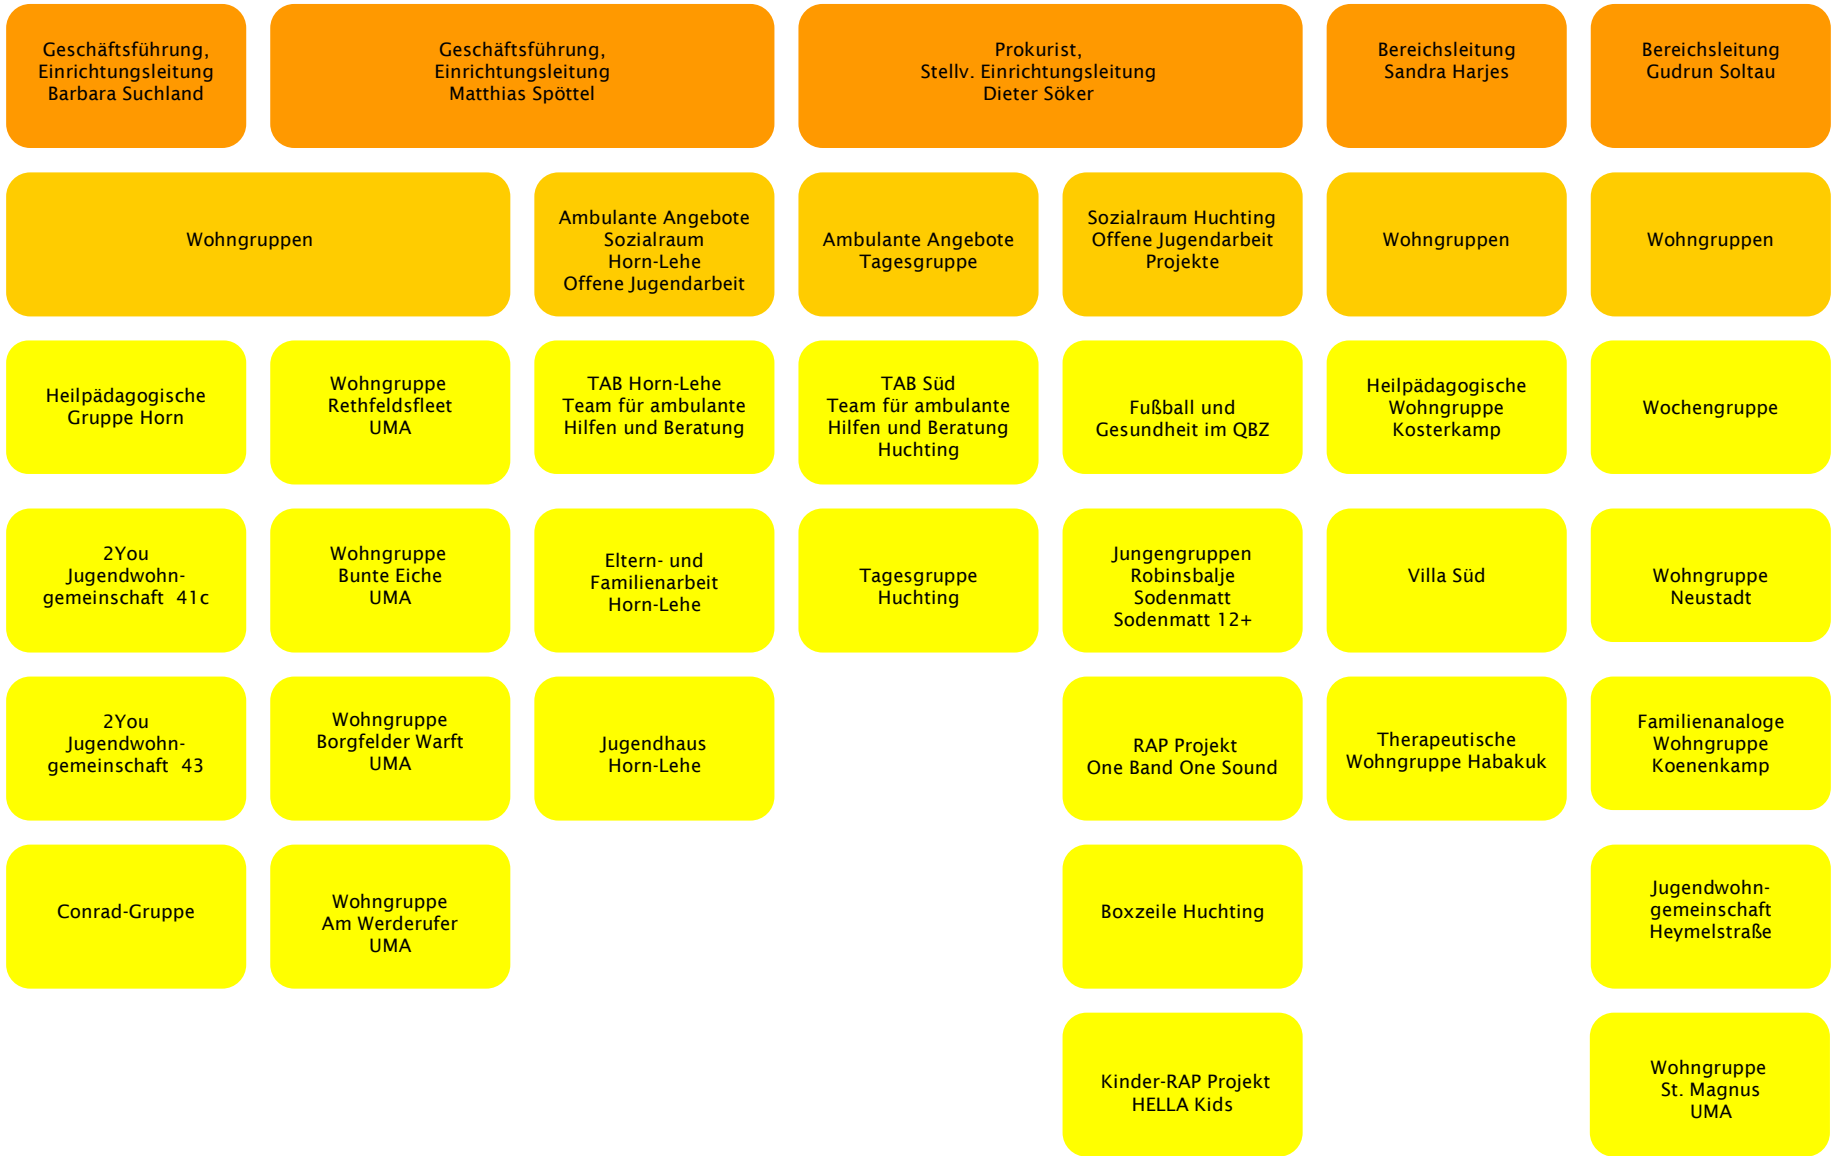 Geschäftsführung,
Einrichtungsleitung
Barbara Suchland
Geschäftsführung,
Einrichtungsleitung
Matthias Spöttel
Prokurist,
Stellv. Einrichtungsleitung
Dieter Söker
Bereichsleitung
Sandra Harjes
Bereichsleitung
Gudrun Soltau
Wohngruppen
Ambulante Angebote
Sozialraum
Horn-Lehe
Offene Jugendarbeit
Ambulante Angebote
Tagesgruppe
Sozialraum Huchting
Offene Jugendarbeit
Projekte
Wohngruppen
Wohngruppen
Heilpädagogische
Gruppe Horn
Wohngruppe
Rethfeldsfleet
UMA
TAB Horn-Lehe
Team für ambulante
Hilfen und Beratung
TAB Süd
Team für ambulante
Hilfen und Beratung
Huchting
Fußball und
Gesundheit im QBZ
Heilpädagogische
Wohngruppe
Kosterkamp
Wochengruppe
2You
Jugendwohn-
gemeinschaft 41c
Wohngruppe
Bunte Eiche
UMA
Eltern- und
Familienarbeit
Horn-Lehe
Tagesgruppe
Huchting
Jungengruppen
Robinsbalje
Sodenmatt
Sodenmatt 12+
Villa Süd
Wohngruppe
Neustadt
2You
Jugendwohn-
gemeinschaft 43
Wohngruppe
Borgfelder Warft
UMA
Jugendhaus
Horn-Lehe
RAP Projekt
One Band One Sound
Therapeutische
Wohngruppe Habakuk
Familienanaloge
Wohngruppe
Koenenkamp
Conrad-Gruppe
Wohngruppe
Am Werderufer
UMA
Boxzeile Huchting
Jugendwohn-
gemeinschaft
Heymelstraße
Kinder-RAP Projekt
HELLA Kids
Wohngruppe
St. Magnus
UMA